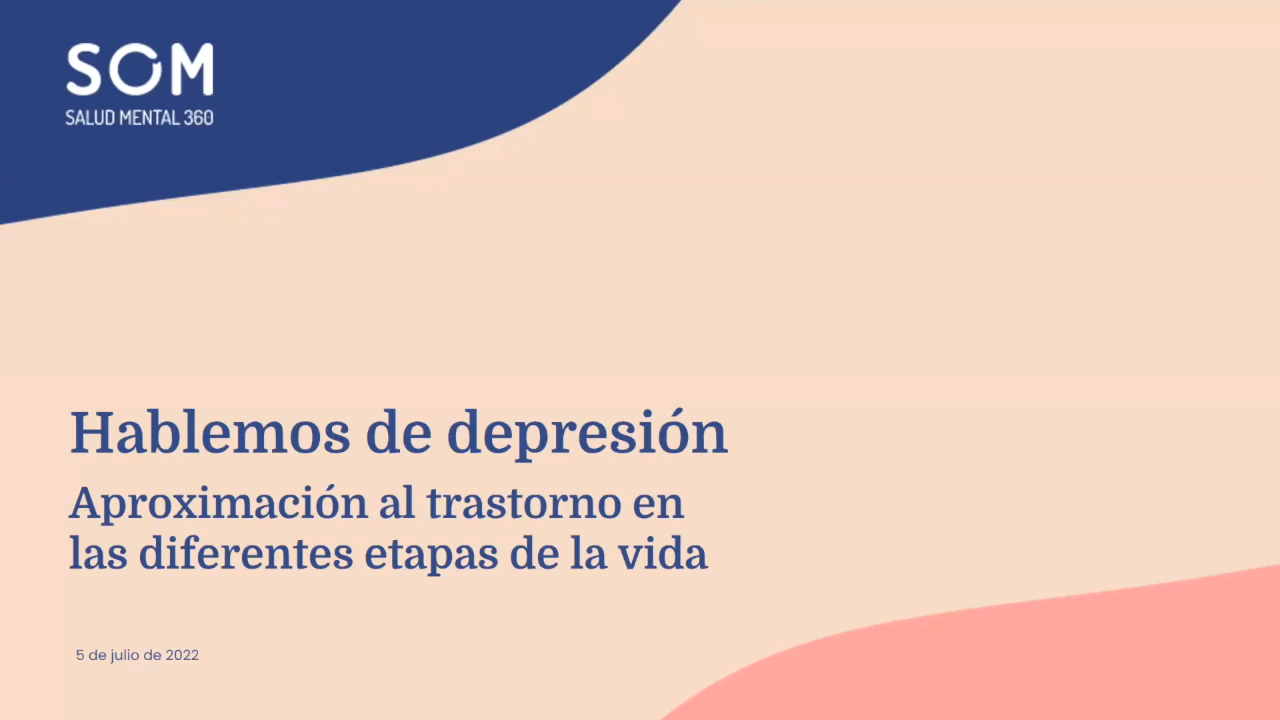 SOM
SALUD MENTAL 360
Hablemos de depresión
Aproximación al trastorno en
las diferentes etapas de la vida
5 de julio de 2022